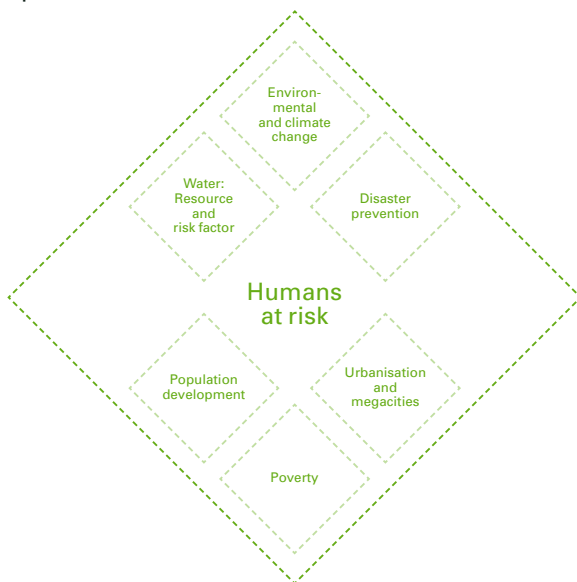 Environ-
mental
and climate
change
Water:
Resource
and
risk factor
Disaster
prevention
Humans
at risk
Population
development
Urbanisation
and
megacities
Poverty